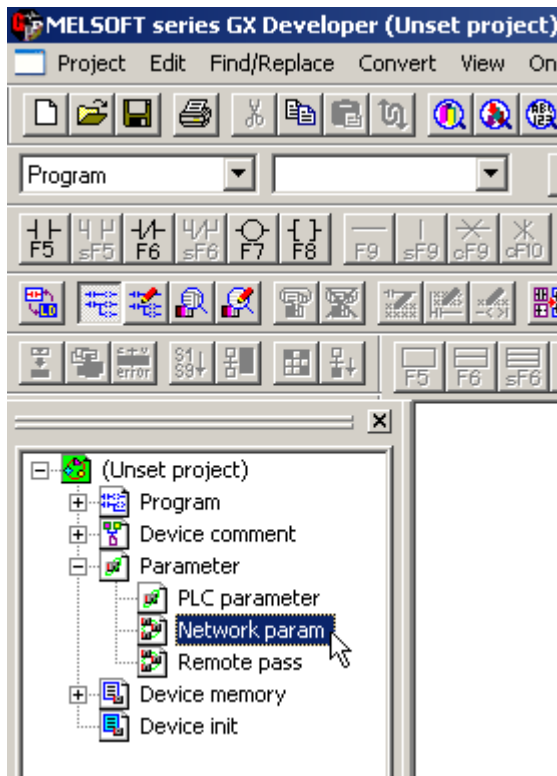 MELSOFT series GX Developer (Unset project)
Project Edit Find/Replace Convert View On
Program
F5 sF5 F6 sF6 F7 F8 F9 sF9 cF9 cF10
LD
error S1 S9 F5 F6 sF6
(Unset project)
Program
Device comment
Parameter
PLC parameter
Network param
Remote pass
Device memory
Device init